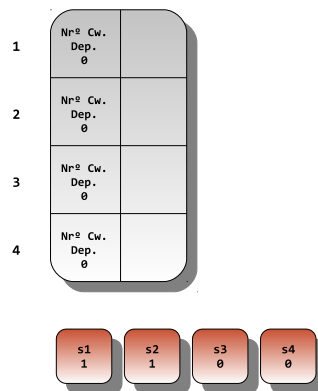 1
Nrº Cw.
Dep.
0
2
Nrº Cw.
Dep.
0
3
Nrº Cw.
Dep.
0
4
Nrº Cw.
Dep.
0
s1 s2 s3 s4
1 1 0 0